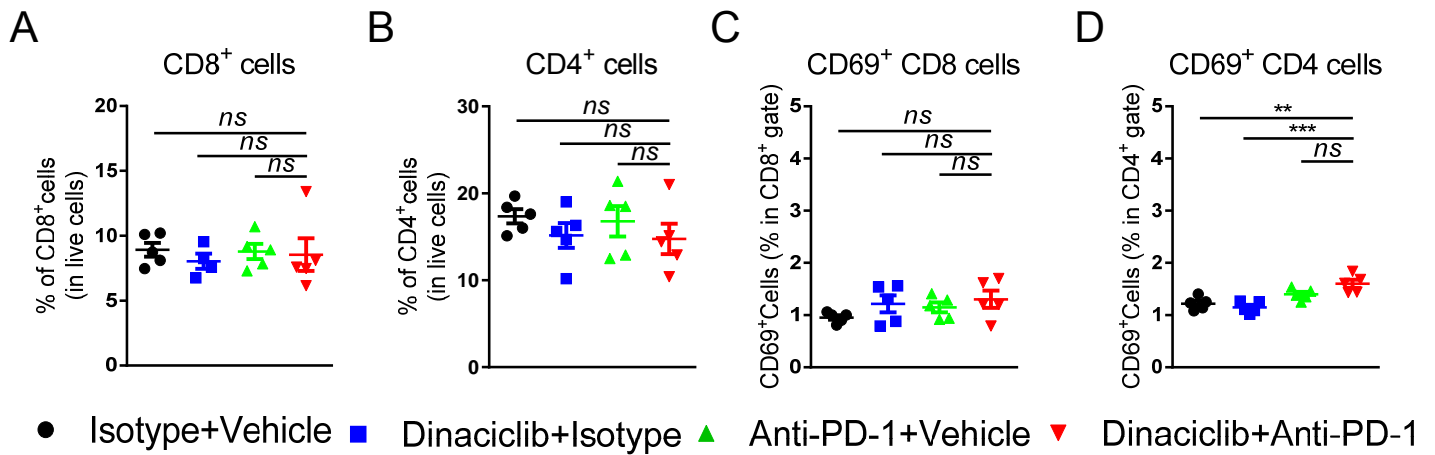 A
CD8+ cells
% of CD8+cells
(in live cells)
20
15
10
5
0
ns
ns
ns
B
CD4+ cells
% of CD4+cells
(in live cells)
30
20
10
0
ns
ns
ns
C
CD69+ CD8 cells
CD69+Cells (% in CD8+ gate)
5
4
3
2
1
0
ns
ns
ns
D
CD69+ CD4 cells
CD69+Cells (% in CD4+ gate)
5
4
3
2
1
0
**
***
ns
Isotype+Vehicle
Dinaciclib+Isotype
Anti-PD-1+Vehicle
Dinaciclib+Anti-PD-1